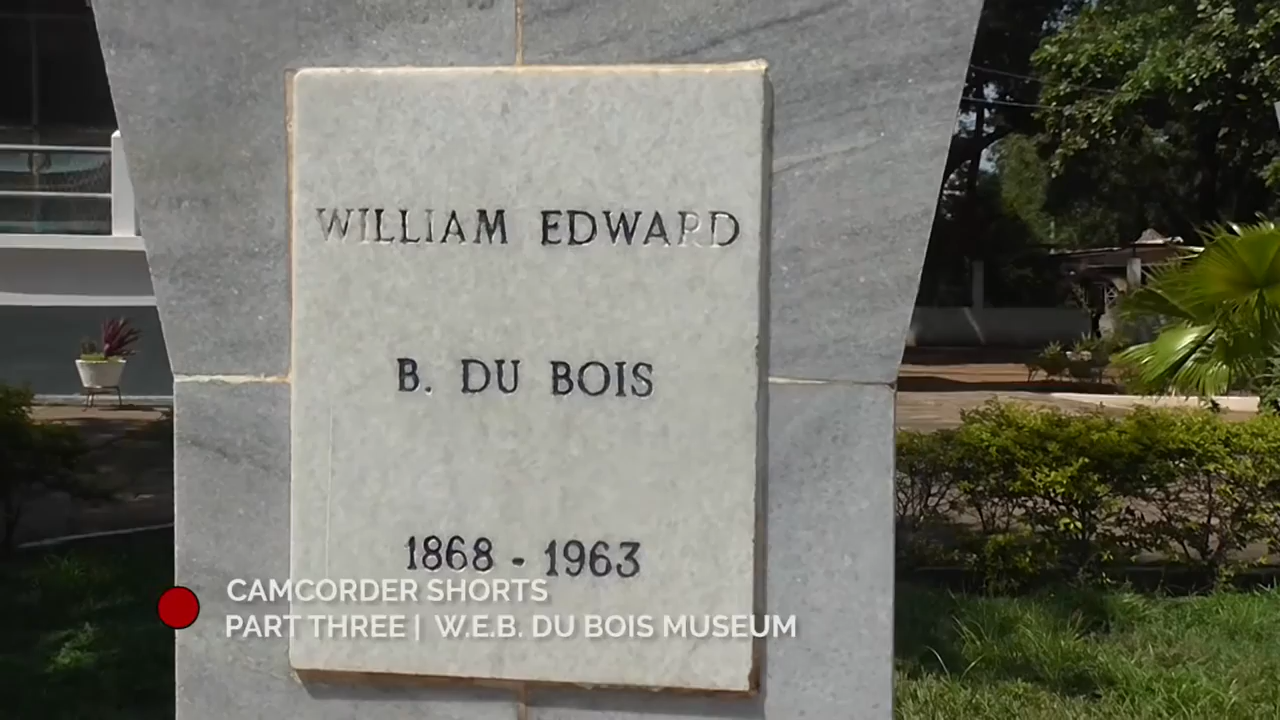 WILLIAM EDWARD
B. DU BOIS
1868 - 1963
CAMCORDER SHORTS
PART THREE | W.E.B. DU BOIS MUSEUM